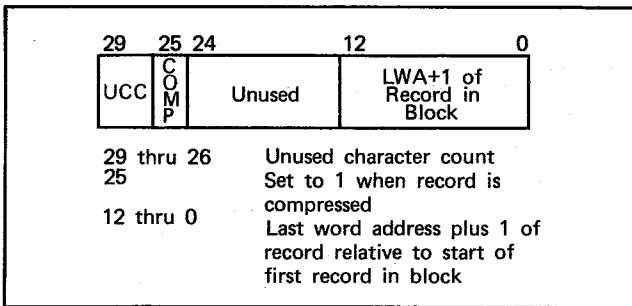 29 25 24 12 0
UCC
COMP
Unused
LWA+1 of
Record in
Block
29 thru 26 Unused character count
25 Set to 1 when record is
compressed
12 thru 0 Last word address plus 1 of
record relative to start of
first record in block